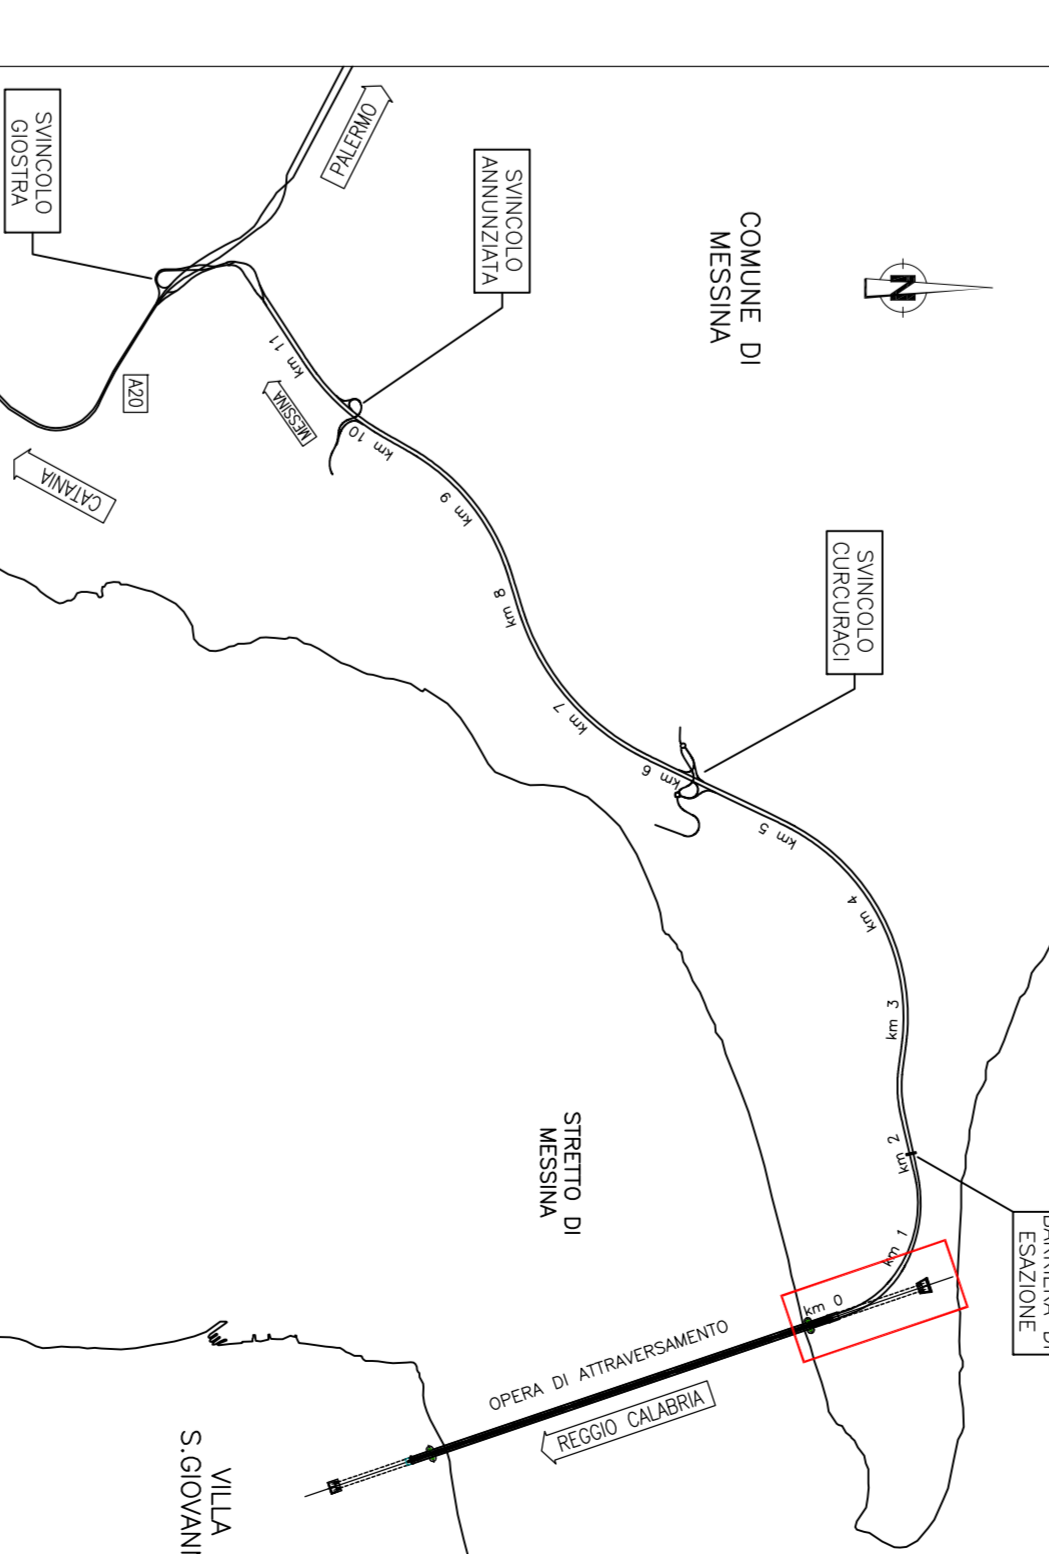 SVINCOLO
GIOSTRA
PALERMO
SVINCOLO
ANNUNZIATA
COMUNE DI
MESSINA
N
A20
CATANIA
MESSINA
km 11
km 10
km 9
km 8
km 7
km 6
SVINCOLO
CURCURACI
km 5
km 4
km 3
km 2
km 1
km 0
ESAZIONE
STRETTO DI
MESSINA
OPERA DI ATTRAVERSAMENTO
REGGIO CALABRIA
VILLA